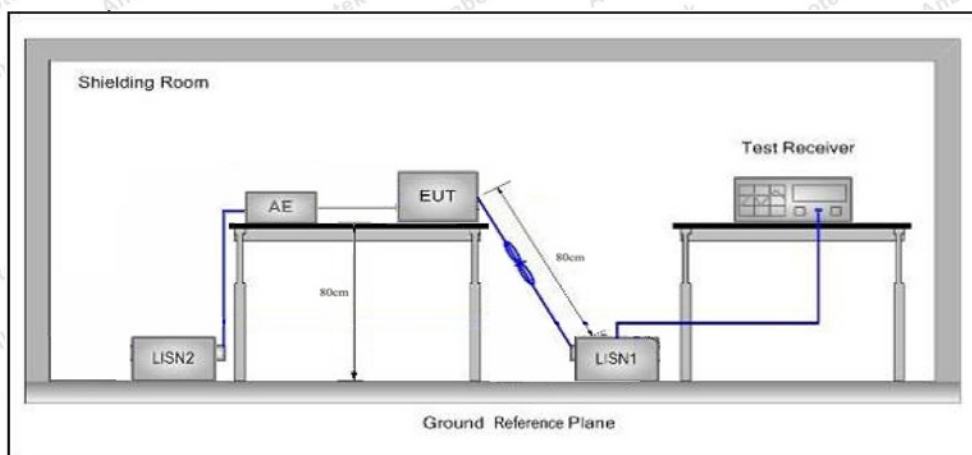 Shielding Room
Test Receiver
AE
EUT
80cm
80cm
LISN2
LISN1
Ground Reference Plane